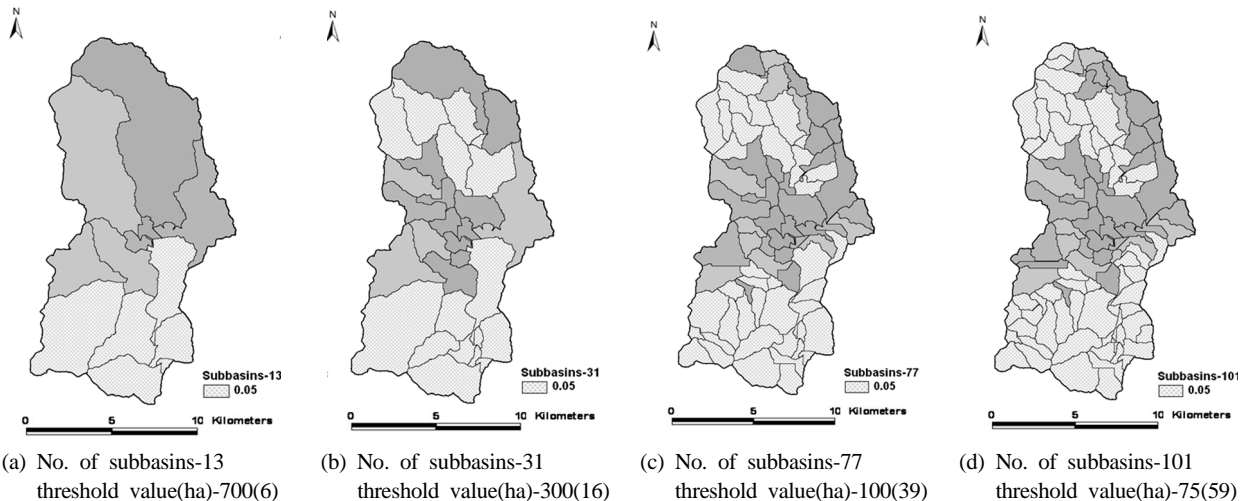 N
N
N
N
Subbasins-13
0.05
Subbasins-31
0.05
Subbasins-77
0.05
Subbasins-101
0.05
0 5 10 Kilometers
0 5 10 Kilometers
0 5 10 Kilometers
0 5 10 Kilometers
(a) No. of subbasins-13
threshold value(ha)-700(6)
(b) No. of subbasins-31
threshold value(ha)-300(16)
(c) No. of subbasins-77
threshold value(ha)-100(39)
(d) No. of subbasins-101
threshold value(ha)-75(59)